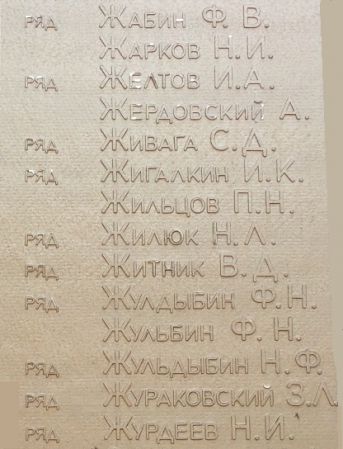 ряд Жабин Ф. В.
Жарков Н. И.
ряд Желтов И. А.
Жердовский А.
ряд Живага С. Д.
ряд Жигалкин И. К.
Жильцов П. Н.
ряд Жилюк Н. Л.
ряд Житник В. Д.
ряд Жулдыбин Ф. Н.
Жульбин Ф. Н.
ряд Жульдыбин Н. Ф.
ряд Жураковский З. Л.
ряд Журдеев Н. И.